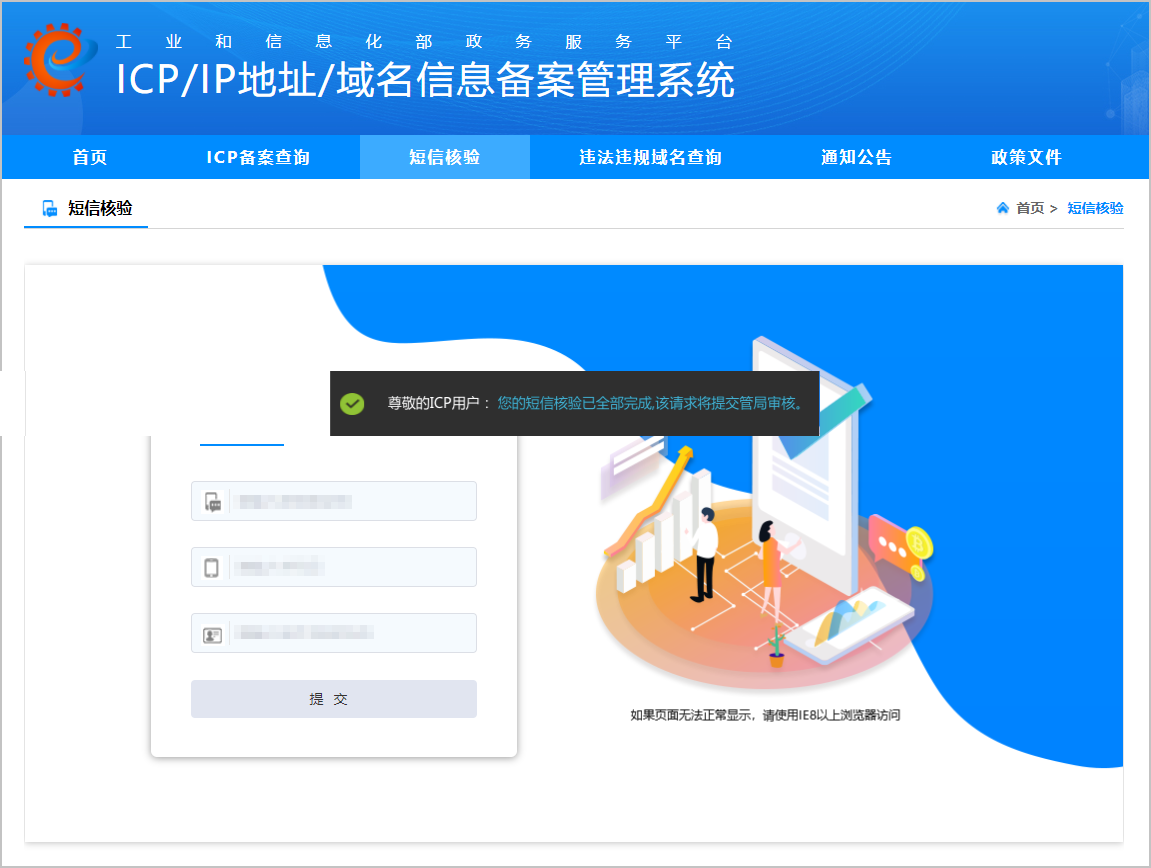 工业和信息化部政务服务平台
ICP/IP地址/域名信息备案管理系统
首页 ICP备案查询 短信核验 违法违规域名查询 通知公告 政策文件
短信核验
首页 > 短信核验
尊敬的ICP用户： 您的短信核验已全部完成,该请求将提交管局审核。
提 交
如果页面无法正常显示，请使用IE8以上浏览器访问